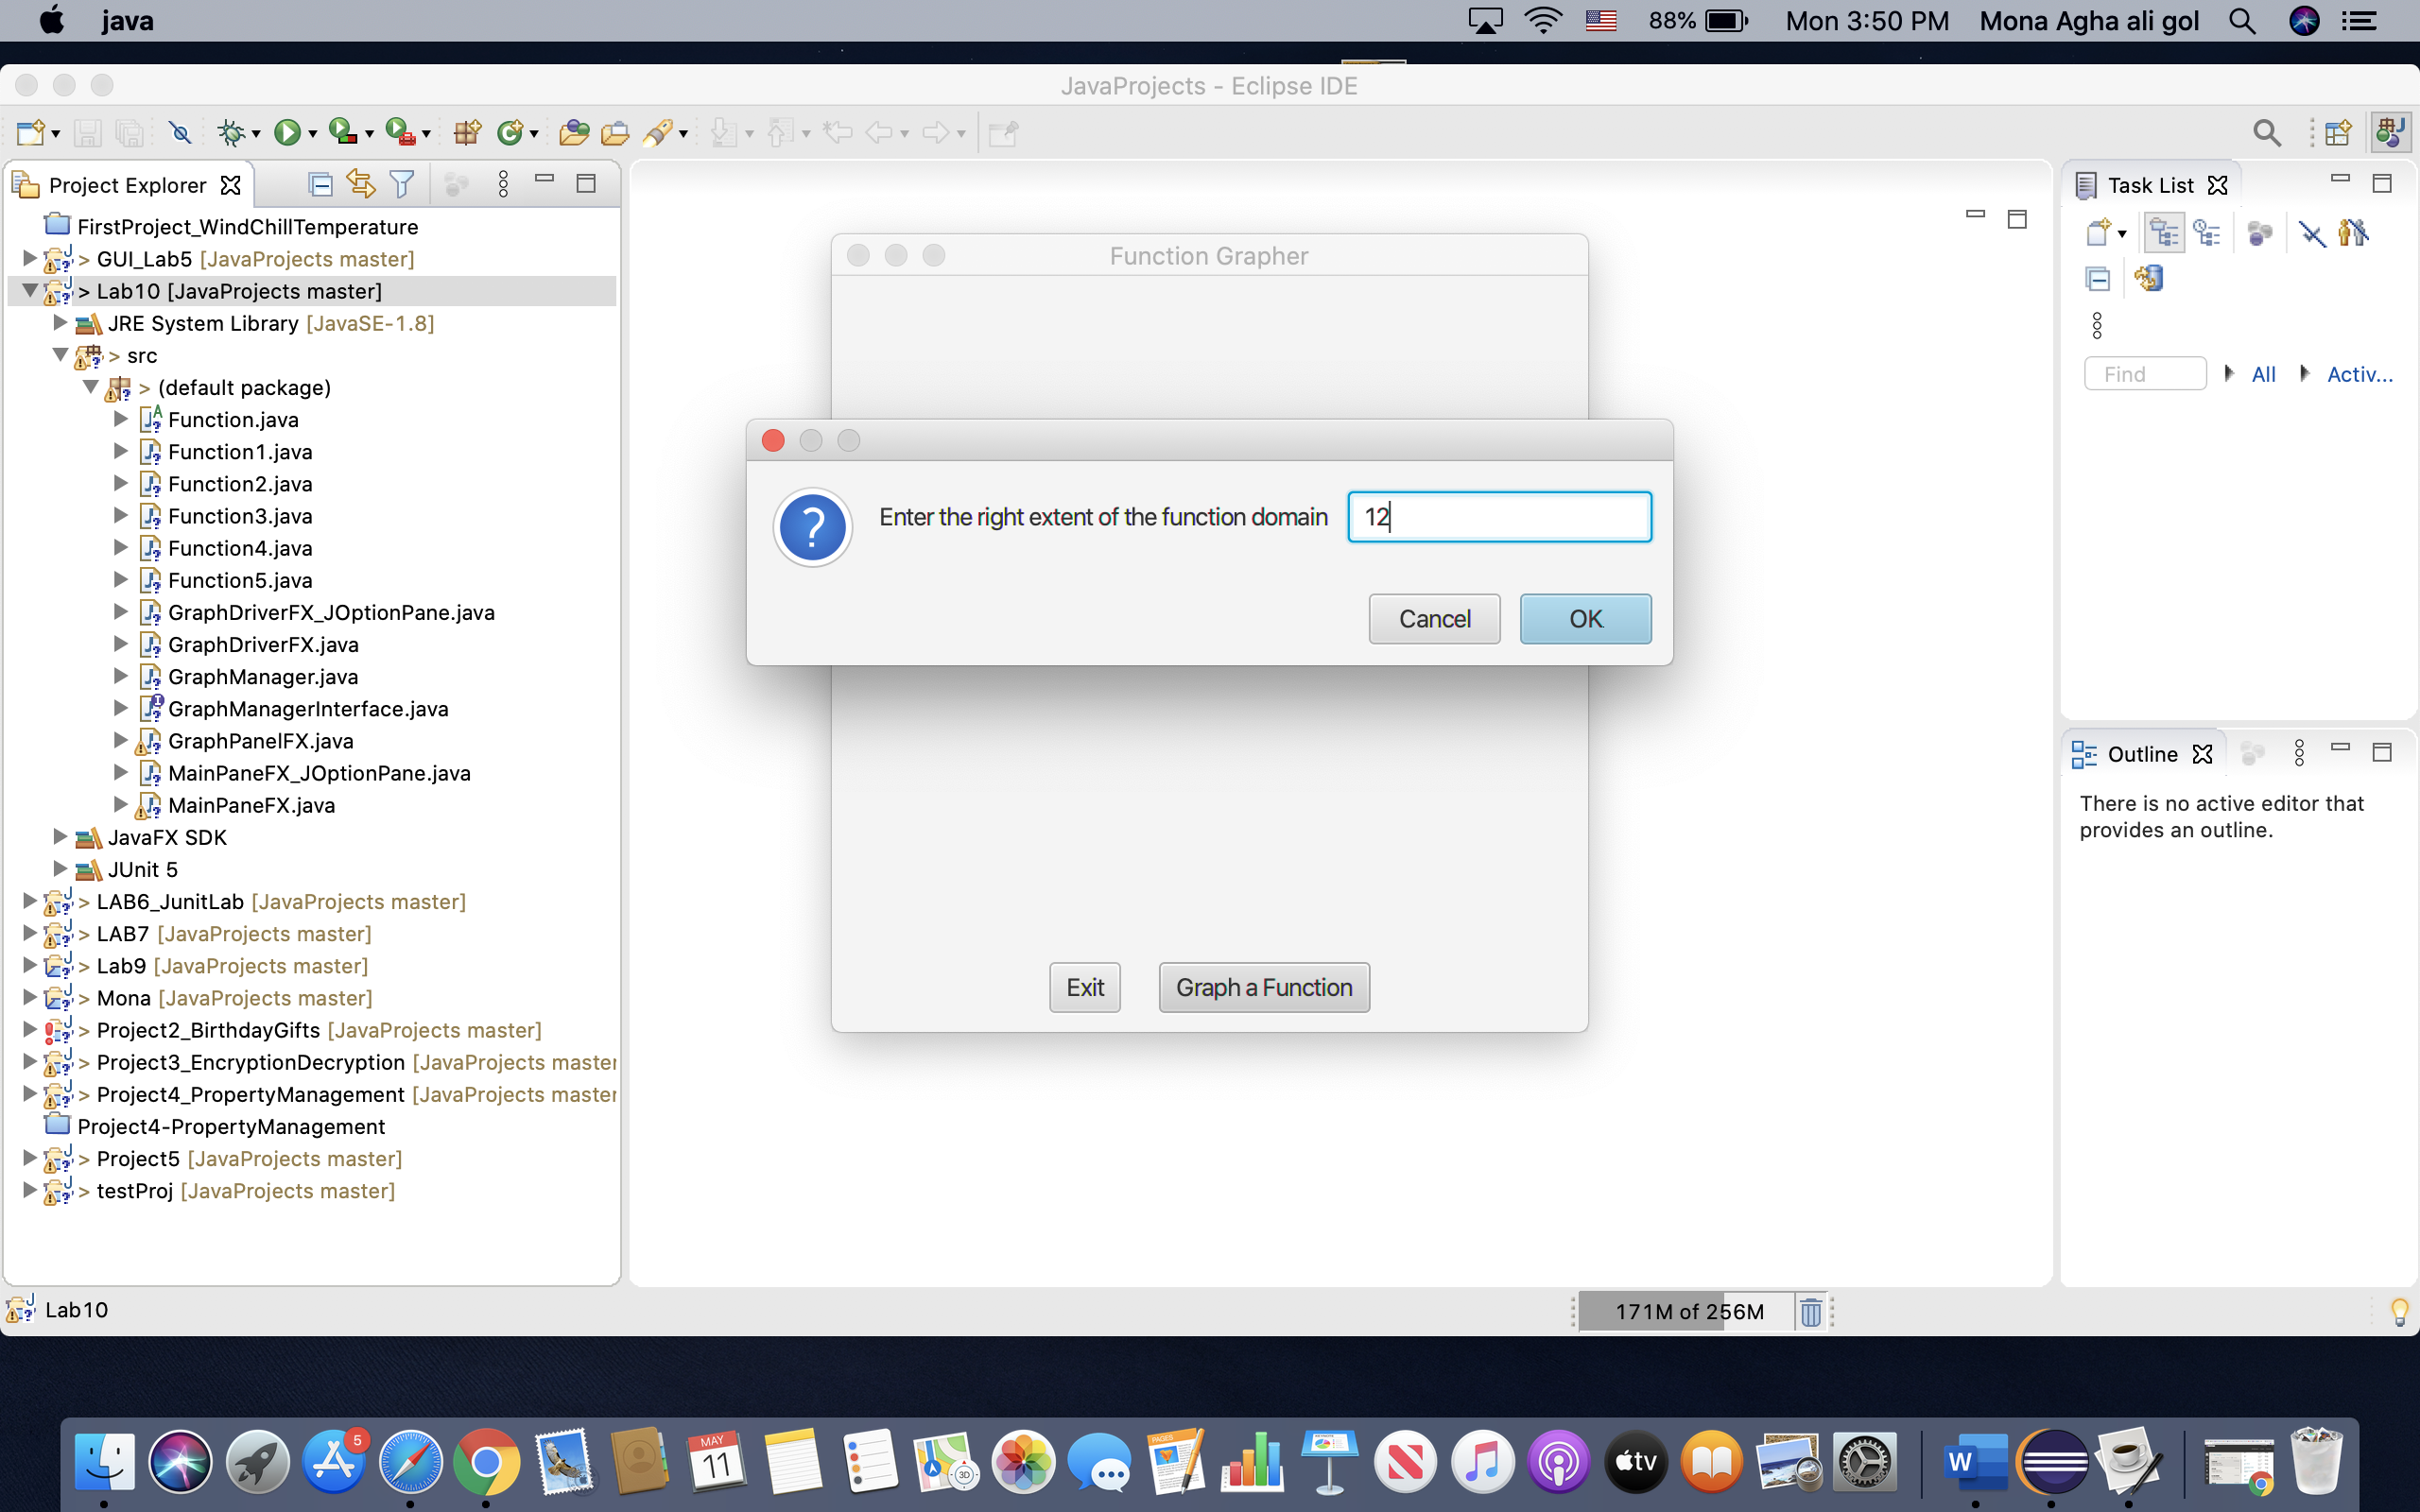 java
88%
Mon 3:50 PM
Mona Agha ali gol
JavaProjects - Eclipse IDE
Project Explorer
FirstProject_WindChillTemperature
> GUI_Lab5 [JavaProjects master]
> Lab10 [JavaProjects master]
JRE System Library [JavaSE-1.8]
> src
> (default package)
Function.java
Function1.java
Function2.java
Function3.java
Function4.java
Function5.java
GraphDriverFX_JOptionPane.java
GraphDriverFX.java
GraphManager.java
GraphManagerInterface.java
GraphPanelFX.java
MainPaneFX_JOptionPane.java
MainPaneFX.java
JavaFX SDK
JUnit 5
> LAB6_JunitLab [JavaProjects master]
> LAB7 [JavaProjects master]
> Lab9 [JavaProjects master]
> Mona [JavaProjects master]
> Project2_BirthdayGifts [JavaProjects master]
> Project3_EncryptionDecryption [JavaProjects master
> Project4_PropertyManagement [JavaProjects master
Project4-PropertyManagement
> Project5 [JavaProjects master]
> testProj [JavaProjects master]
Function Grapher
?
Enter the right extent of the function domain
12
Cancel
OK
Exit
Graph a Function
Task List
Find
All
Activ...
Outline
There is no active editor that
provides an outline.
Lab10
171M of 256M
5
MAY
11
3D
PAGES
tv
W